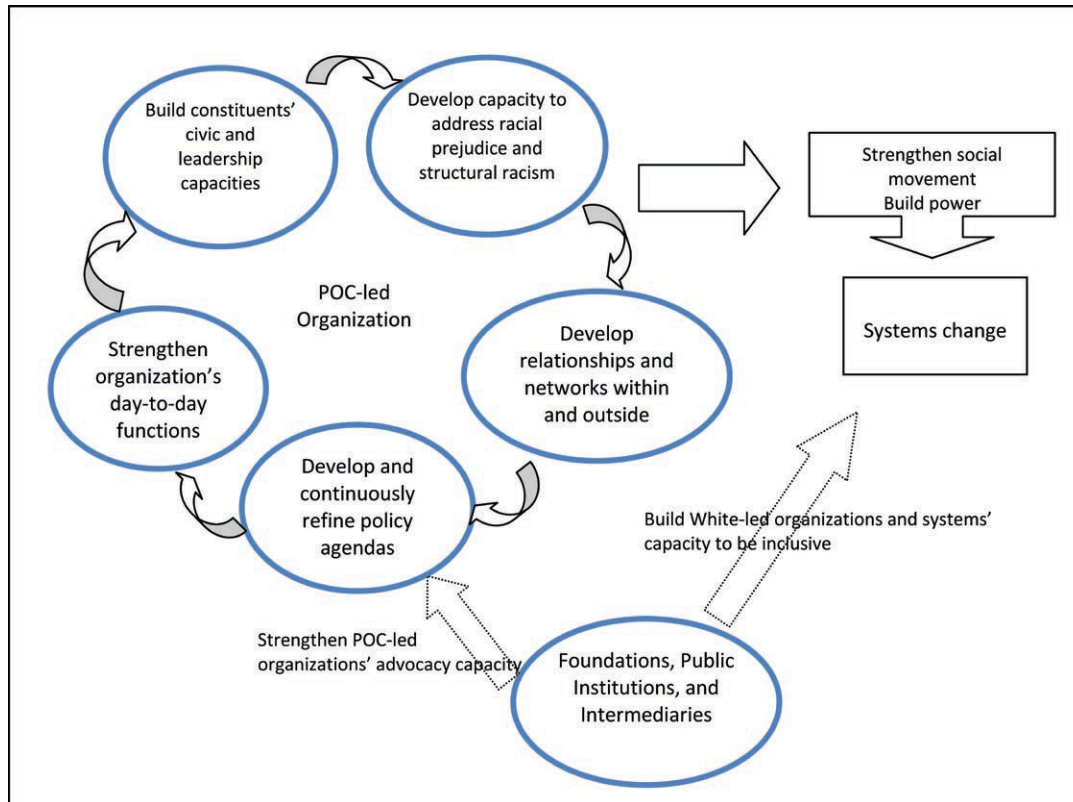 Build constituents'
civic and
leadership
capacities
Develop capacity to
address racial
prejudice and
structural racism
Strengthen social
movement
Build power
POC-led
Organization
Systems change
Strengthen
organization's
day-to-day
functions
Develop
relationships and
networks within
and outside
Develop and
continuously
refine policy
agendas
Build White-led organizations and systems'
capacity to be inclusive
Strengthen POC-led
organizations' advocacy capacity
Foundations, Public
Institutions, and
Intermediaries